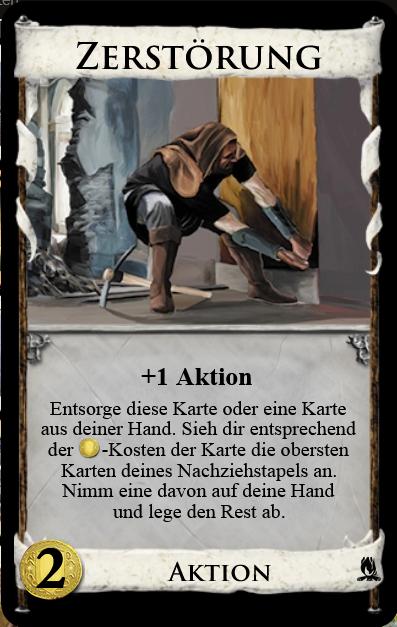 ZERSTÖRUNG
+1 Aktion
Entsorge diese Karte oder eine Karte
aus deiner Hand. Sieh dir entsprechend
der -Kosten der Karte die obersten
Karten deines Nachziehstapels an.
Nimm eine davon auf deine Hand
und lege den Rest ab.
2 AKTION